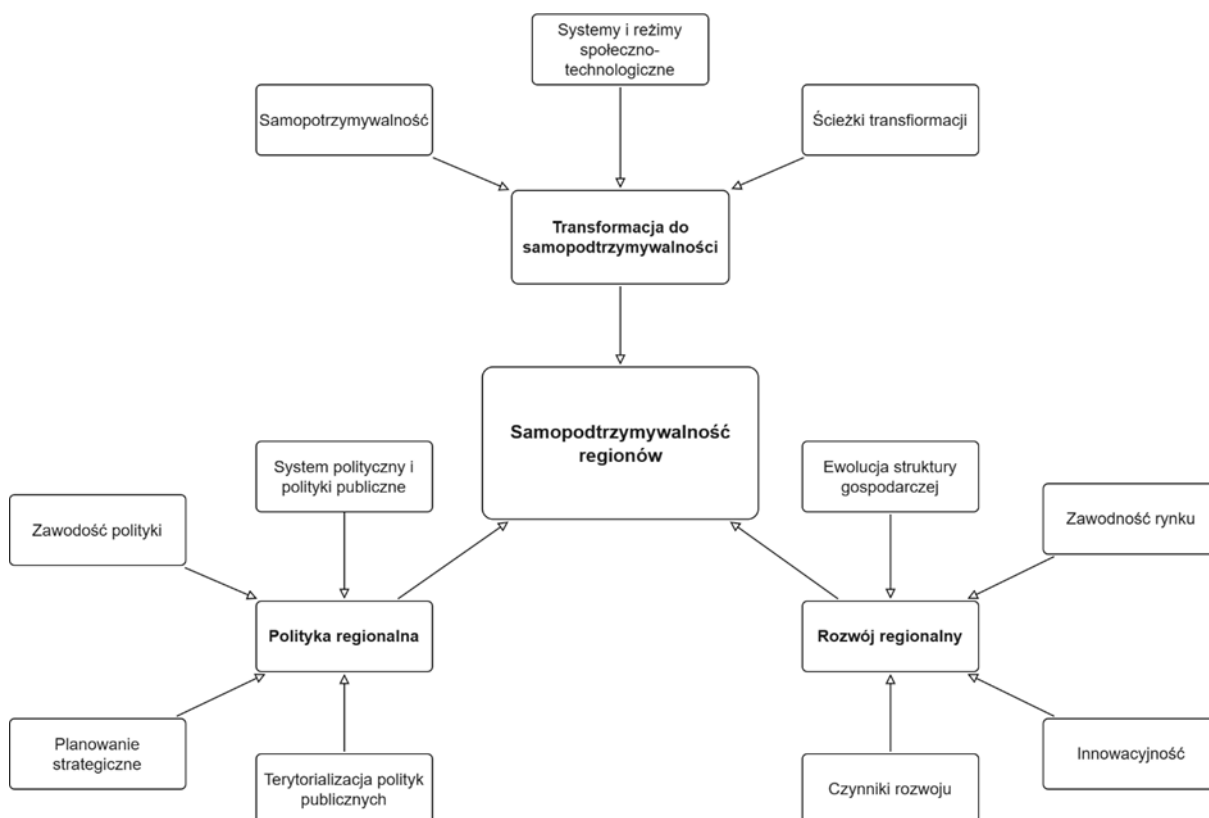 Systemy i reżimy
społeczno-
technologiczne
Samopotrzymywalność
Ścieżki transfiormacji
Transformacja do
samopodtrzymywalności
Samopodtrzymywalność
regionów
System polityczny i
polityki publiczne
Ewolucja struktury
gospodarczej
Zawodość polityki
Zawodność rynku
Polityka regionalna
Rozwój regionalny
Planowanie
strategiczne
Terytorializacja polityk
publicznych
Czynniki rozwoju
Innowacyjność